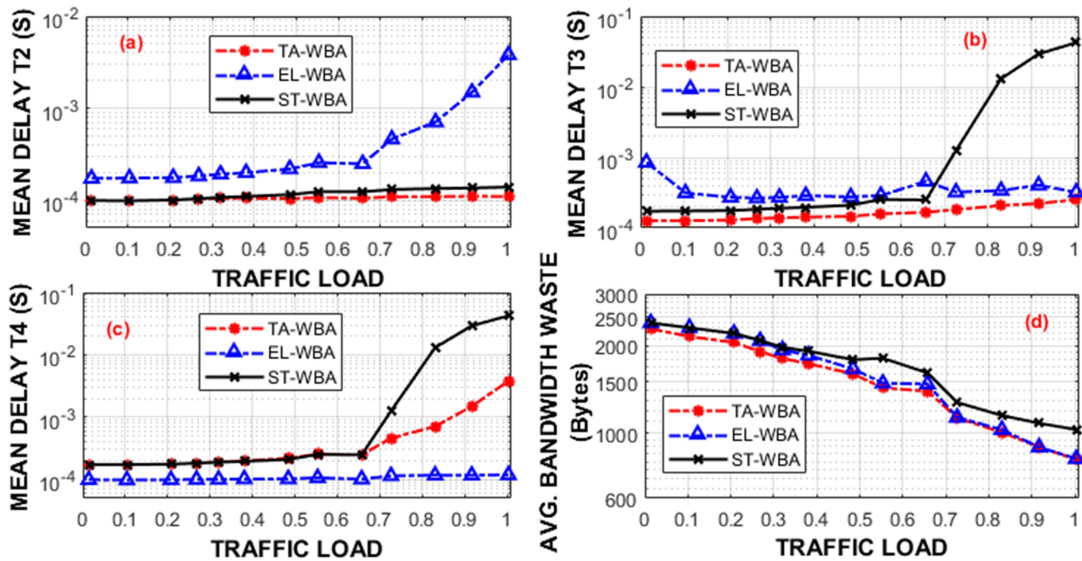 MEAN DELAY T2 (S)
10^-2
10^-3
10^-4
(a)
TA-WBA
EL-WBA
ST-WBA
0 0.1 0.2 0.3 0.4 0.5 0.6 0.7 0.8 0.9 1
TRAFFIC LOAD
MEAN DELAY T3 (S)
10^-1
10^-2
10^-3
10^-4
(b)
TA-WBA
EL-WBA
ST-WBA
0 0.1 0.2 0.3 0.4 0.5 0.6 0.7 0.8 0.9 1
TRAFFIC LOAD
MEAN DELAY T4 (S)
10^-1
10^-2
10^-3
10^-4
(c)
TA-WBA
EL-WBA
ST-WBA
0 0.1 0.2 0.3 0.4 0.5 0.6 0.7 0.8 0.9 1
TRAFFIC LOAD
AVG. BANDWIDTH WASTE
(Bytes)
3000
2500
2000
1500
1000
600
(d)
TA-WBA
EL-WBA
ST-WBA
0 0.1 0.2 0.3 0.4 0.5 0.6 0.7 0.8 0.9 1
TRAFFIC LOAD